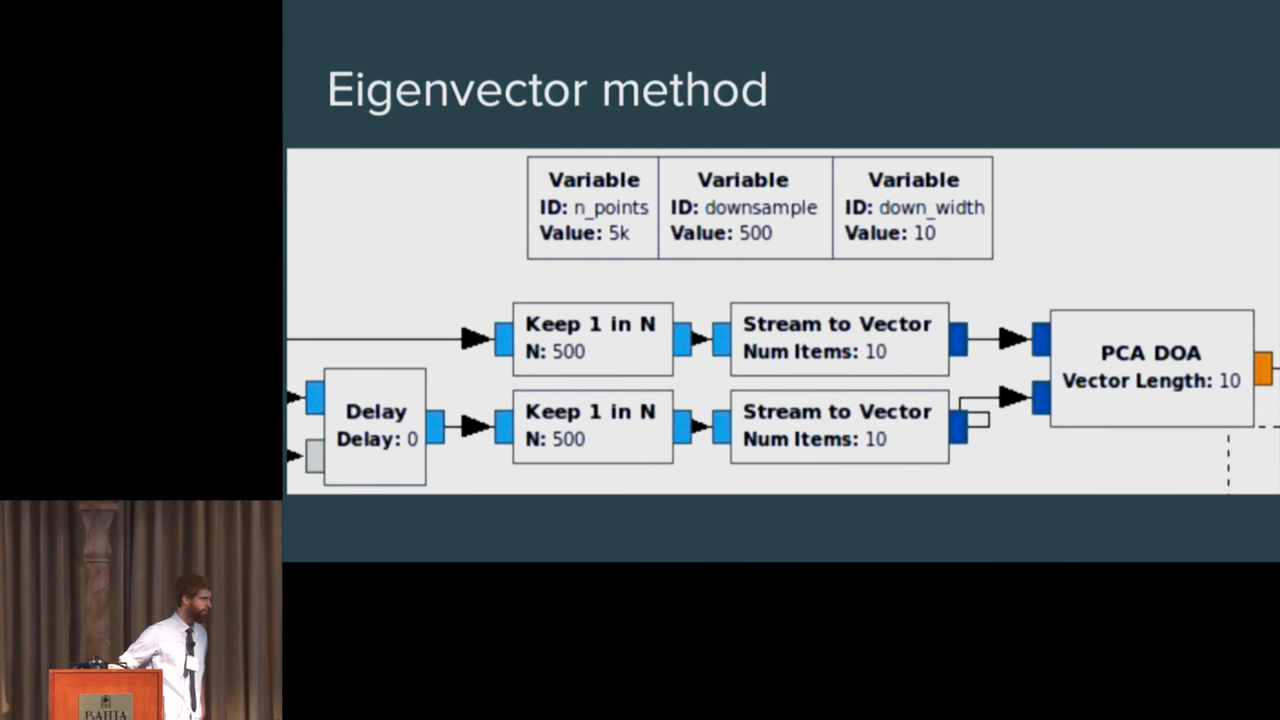 Eigenvector method
Variable
ID: n_points
Value: 5k
Variable
ID: downsample
Value: 500
Variable
ID: down_width
Value: 10
Keep 1 in N
N: 500
Stream to Vector
Num Items: 10
PCA DOA
Vector Length: 10
Delay
Delay: 0
Keep 1 in N
N: 500
Stream to Vector
Num Items: 10
BAHIA